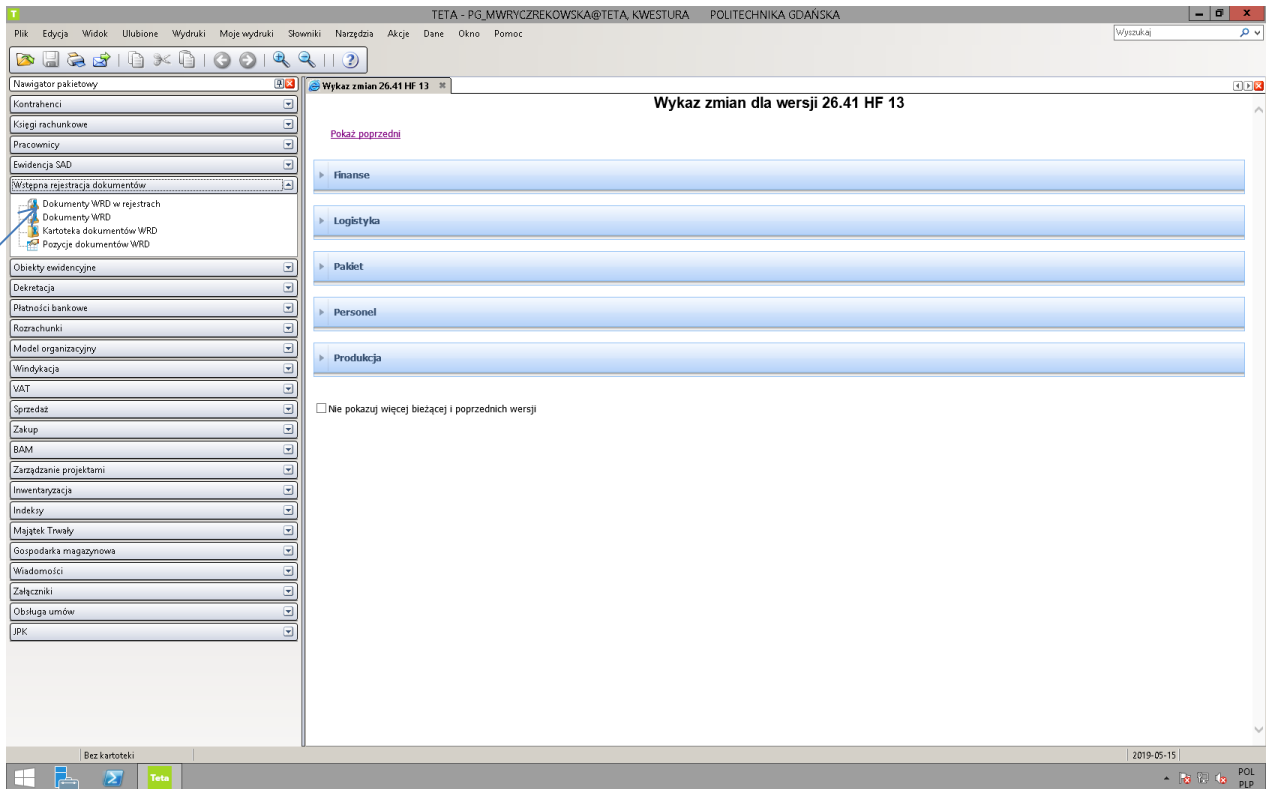 TETA - PG_MWRYCZREKOWSKA@TETA, KWESTURA POLITECHNIKA GDAŃSKA
Plik Edycja Widok Ulubione Wydruki Moje wydruki Słowniki Narzędzia Akcje Dane Okno Pomoc
Wyszukaj
Nawigator pakietowy
Wykaz zmian 26.41 HF 13
Kontrahenci
Księgi rachunkowe
Pracownicy
Ewidencja SAD
Wstępna rejestracja dokumentów
Dokumenty WRD w rejestrach
Dokumenty WRD
Kartoteka dokumentów WRD
Pozycje dokumentów WRD
Obiekty ewidencyjne
Dekretacja
Płatności bankowe
Rozrachunki
Model organizacyjny
Windykacja
VAT
Sprzedaż
Zakup
BAM
Zarządzanie projektami
Inwentaryzacja
Indeksy
Majątek Trwały
Gospodarka magazynowa
Wiadomości
Załączniki
Obsługa umów
JPK
Wykaz zmian dla wersji 26.41 HF 13
Pokaż poprzedni
Finanse
Logistyka
Pakiet
Personel
Produkcja
Nie pokazuj więcej bieżącej i poprzednich wersji
Bez kartoteki
2019-05-15
Teta
POL
PLP